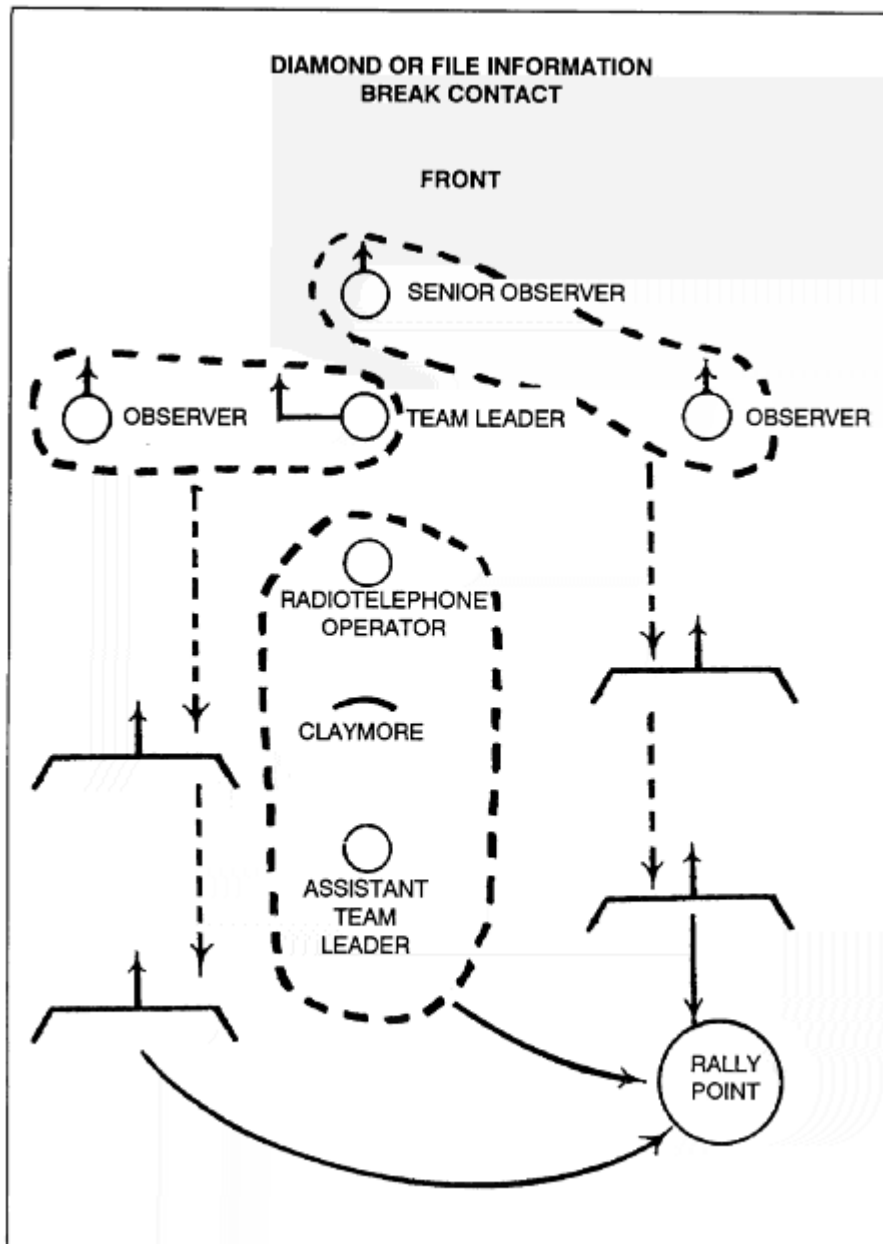 DIAMOND OR FILE INFORMATION
BREAK CONTACT
FRONT
SENIOR OBSERVER
OBSERVER
TEAM LEADER
OBSERVER
RADIOTELEPHONE
OPERATOR
CLAYMORE
ASSISTANT
TEAM
LEADER
RALLY
POINT